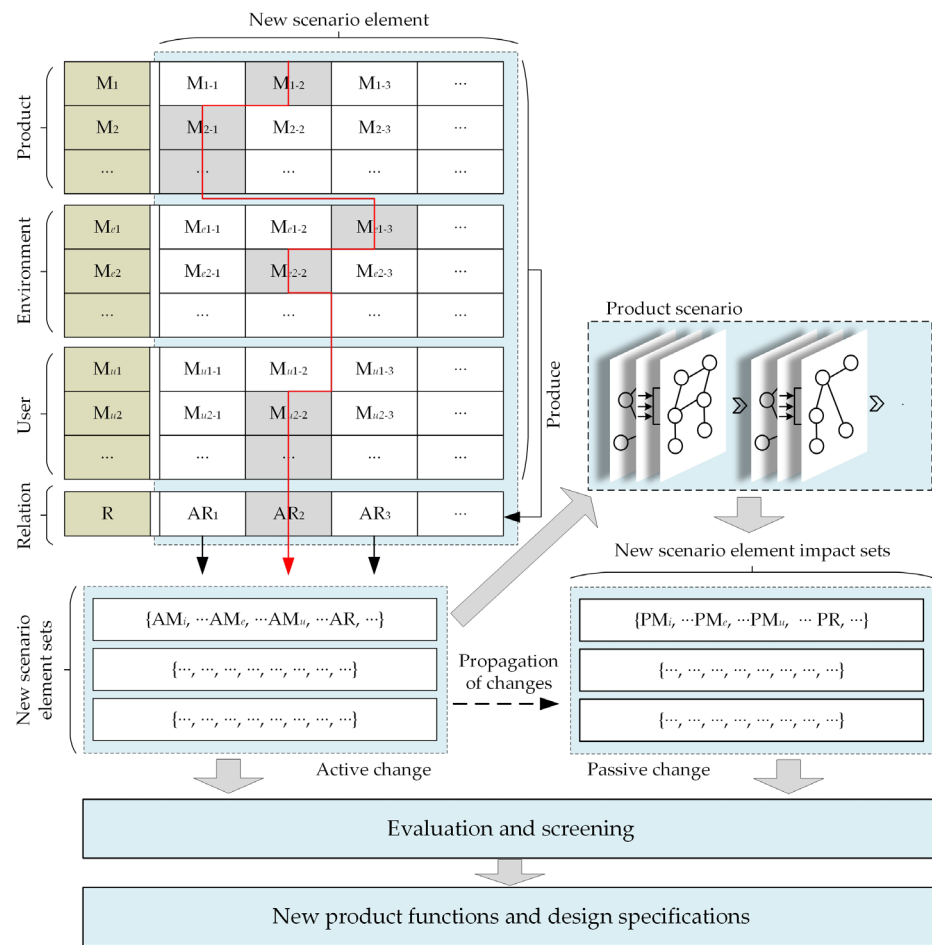 New scenario element
Product
M1 M1-1 M1-2 M1-3 ...
M2 M2-1 M2-2 M2-3 ...
... ... ... ... ...
Environment
Me1 Me1-1 Me1-2 Me1-3 ...
Me2 Me2-1 Me2-2 Me2-3 ...
... ... ... ... ...
User
Mu1 Mu1-1 Mu1-2 Mu1-3 ...
Mu2 Mu2-1 Mu2-2 Mu2-3 ...
... ... ... ... ...
Relation
R AR1 AR2 AR3 ...
Produce
Product scenario
New scenario element impact sets
New scenario
element sets
{AMi, ···AMe, ···AMu, ···AR, ···}
{···, ···, ···, ···, ···, ···, ···}
{···, ···, ···, ···, ···, ···, ···}
Propagation
of changes
{PMi, ···PMe, ···PMu, ··· PR, ···}
{···, ···, ···, ···, ···, ···, ···}
{···, ···, ···, ···, ···, ···, ···}
Active change
Passive change
Evaluation and screening
New product functions and design specifications